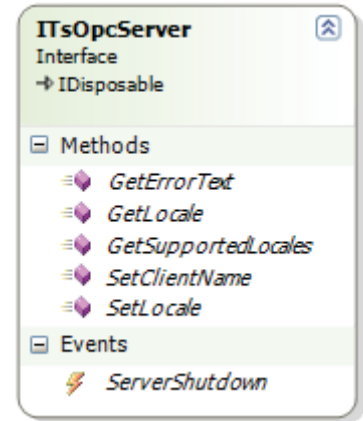 ITsOpcServer
Interface
IDisposable
Methods
GetErrorText
GetLocale
GetSupportedLocales
SetClientName
SetLocale
Events
ServerShutdown